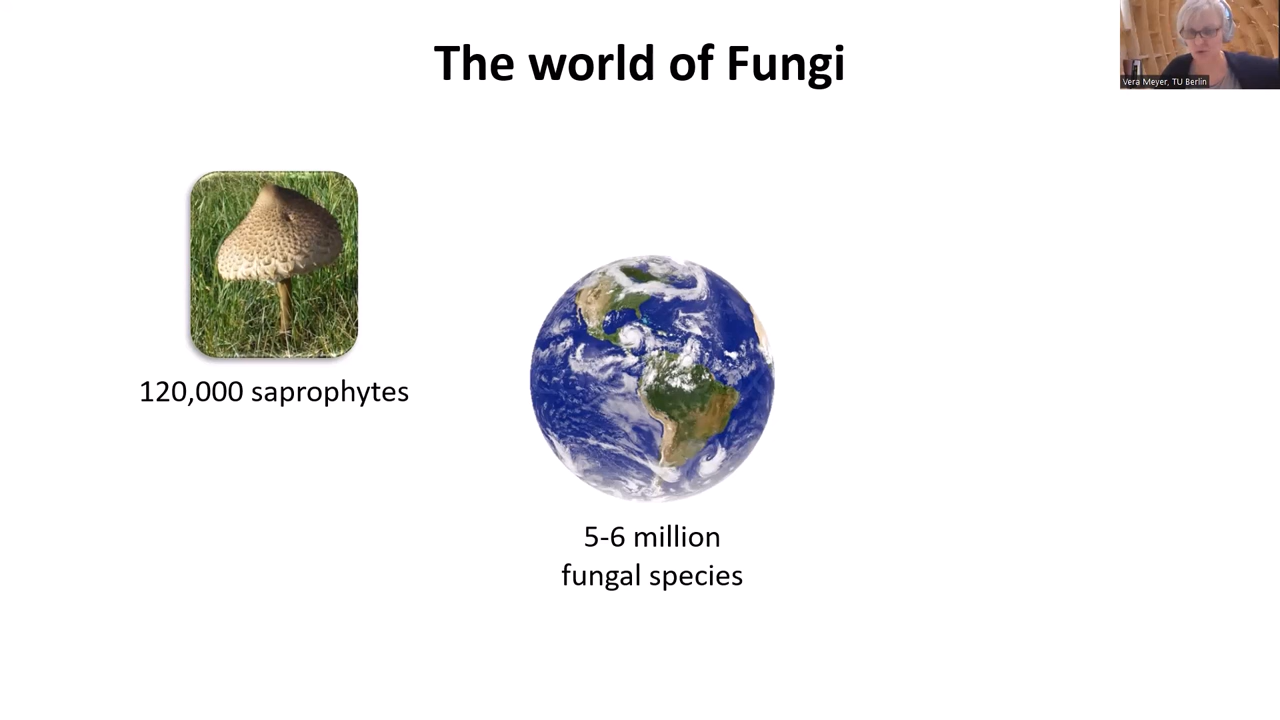 The world of Fungi
Vera Meyer, TU Berlin
120,000 saprophytes
5-6 million
fungal species